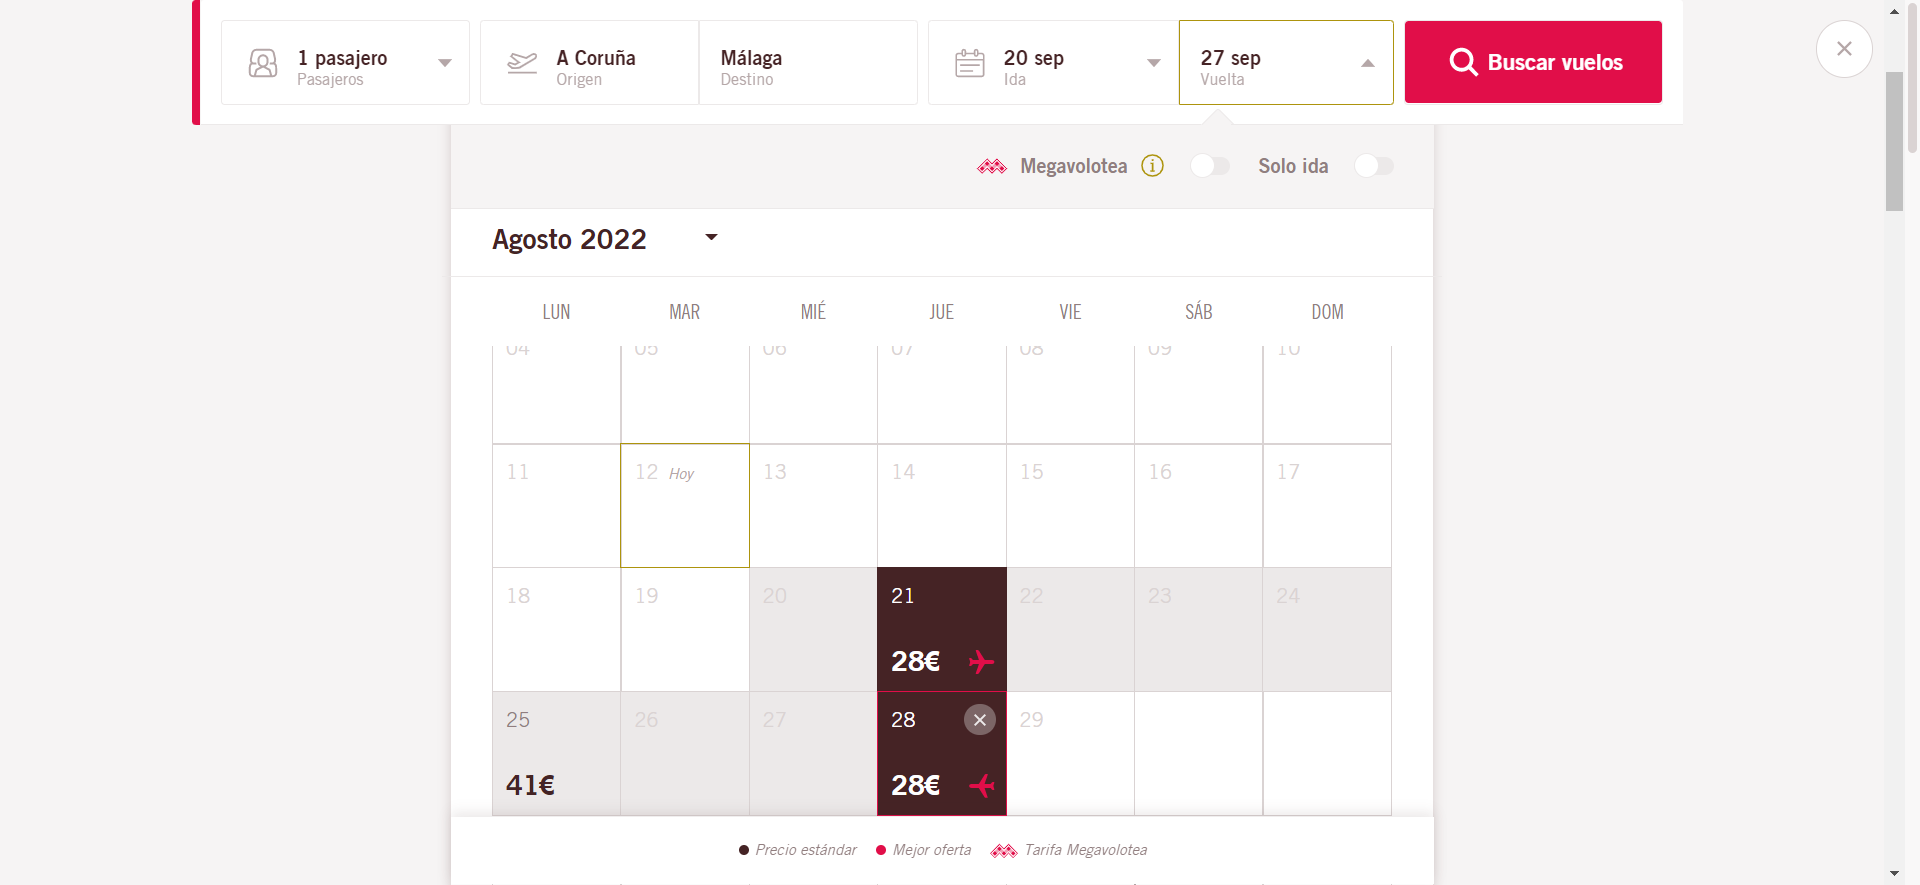 1 pasajero
Pasajeros
A Coruña
Origen
Málaga
Destino
20 sep
Ida
27 sep
Vuelta
Buscar vuelos
Megavolotea
Solo ida
Agosto 2022
LUN MAR MIÉ JUE VIE SÁB DOM
04 05 06 07 08 09 10
11 12 Hoy 13 14 15 16 17
18 19 20 21 22 23 24
28€
25 26 27 28 29
41€ 28€
Precio estándar Mejor oferta Tarifa Megavolotea